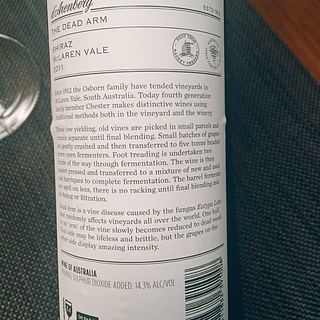 d'Arenberg
THE DEAD ARM
SHIRAZ
McLAREN VALE
2011
Since 1912 the Osborn family have tended vineyards in
McLaren Vale, South Australia. Today fourth generation
family member Chester makes distinctive wines using
traditional methods both in the vineyard and the winery.
These low yielding, old vines are picked in small parcels and
remain separate until final blending. Small batches of grapes
are gently crushed and then transferred to five tonne headed
down open fermenters. Foot treading is undertaken two
thirds of the way through fermentation. The wine is then
basket pressed and transferred to a mixture of new and used
oak barriques to complete fermentation. The barrel ferments
are aged on lees, there is no racking until final blending and
no fining or filtration.
Dead Arm is a vine disease caused by the fungus Eutypa Lata
that randomly affects vineyards all over the world. One half,
or 'arm' of the vine slowly becomes reduced to dead wood.
That side may be lifeless and brittle, but the grapes on the
other side display amazing intensity.
WINE OF AUSTRALIA
SULPHUR DIOXIDE ADDED. 14.3% ALC/VOL